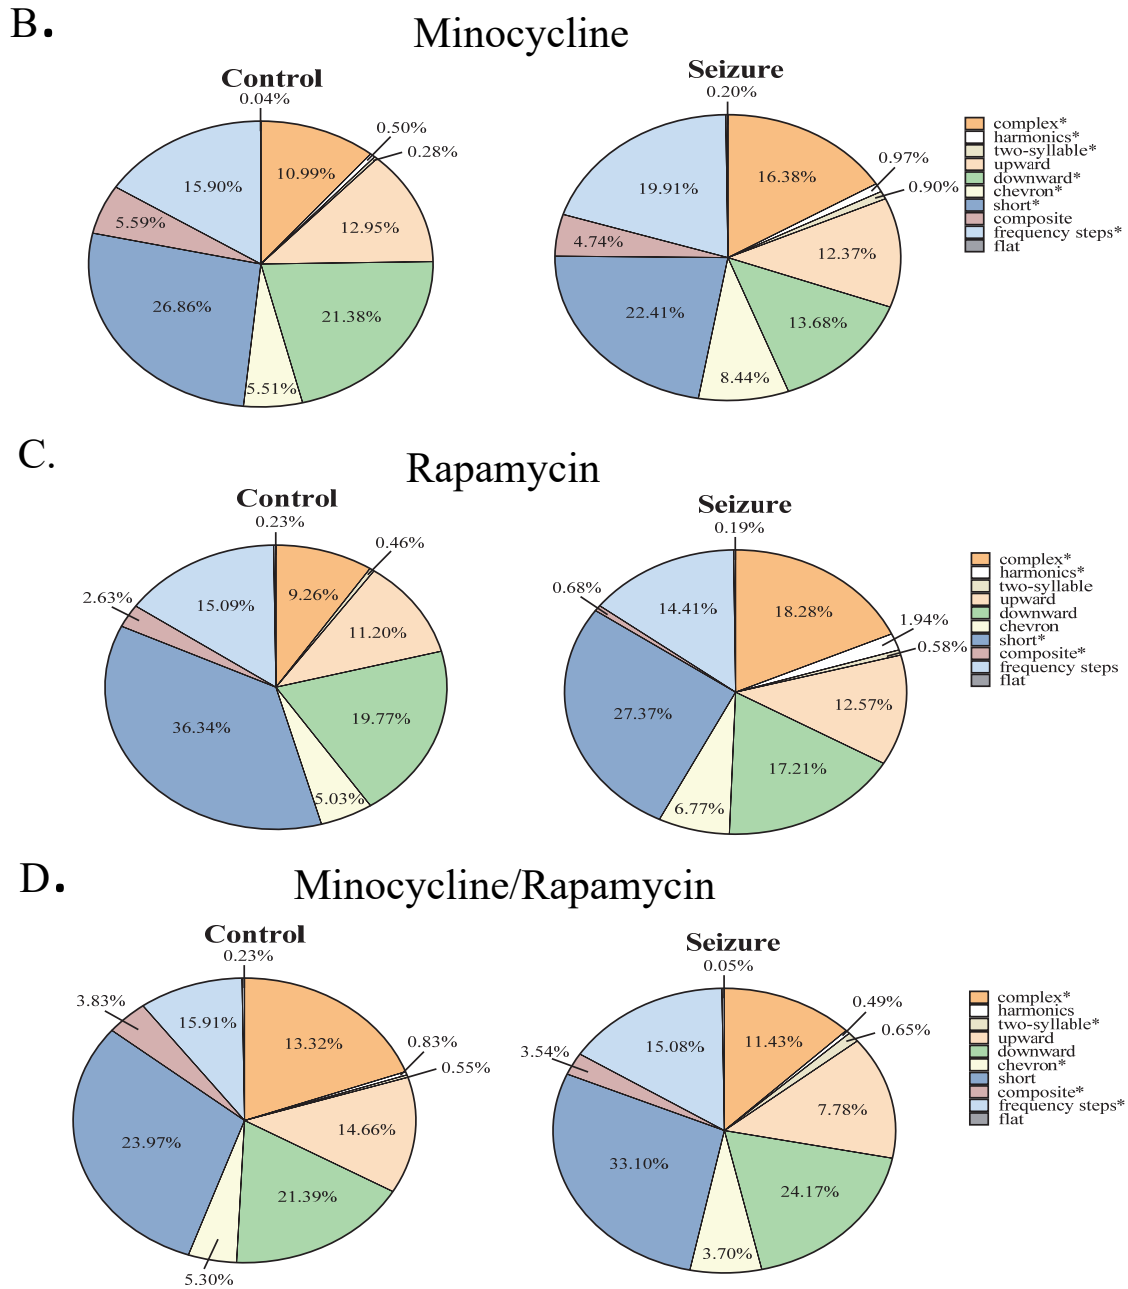 B.
Minocycline
Control
0.04%
0.50%
0.28%
10.99%
12.95%
21.38%
5.51%
26.86%
5.59%
15.90%
Seizure
0.20%
0.97%
0.90%
16.38%
12.37%
13.68%
8.44%
22.41%
4.74%
19.91%
complex*
harmonics*
two-syllable*
upward
downward*
chevron*
short*
composite
frequency steps*
flat
C.
Rapamycin
Control
0.23%
0.46%
9.26%
11.20%
19.77%
5.03%
36.34%
2.63%
15.09%
Seizure
0.19%
18.28%
1.94%
0.58%
12.57%
17.21%
6.77%
27.37%
0.68%
14.41%
complex*
harmonics*
two-syllable
upward
downward
chevron
short*
composite*
frequency steps
flat
D.
Minocycline/Rapamycin
Control
0.23%
13.32%
0.83%
0.55%
14.66%
21.39%
5.30%
23.97%
3.83%
15.91%
Seizure
0.05%
11.43%
0.49%
0.65%
7.78%
24.17%
3.70%
33.10%
3.54%
15.08%
complex*
harmonics
two-syllable*
upward
downward
chevron*
short
composite*
frequency steps*
flat